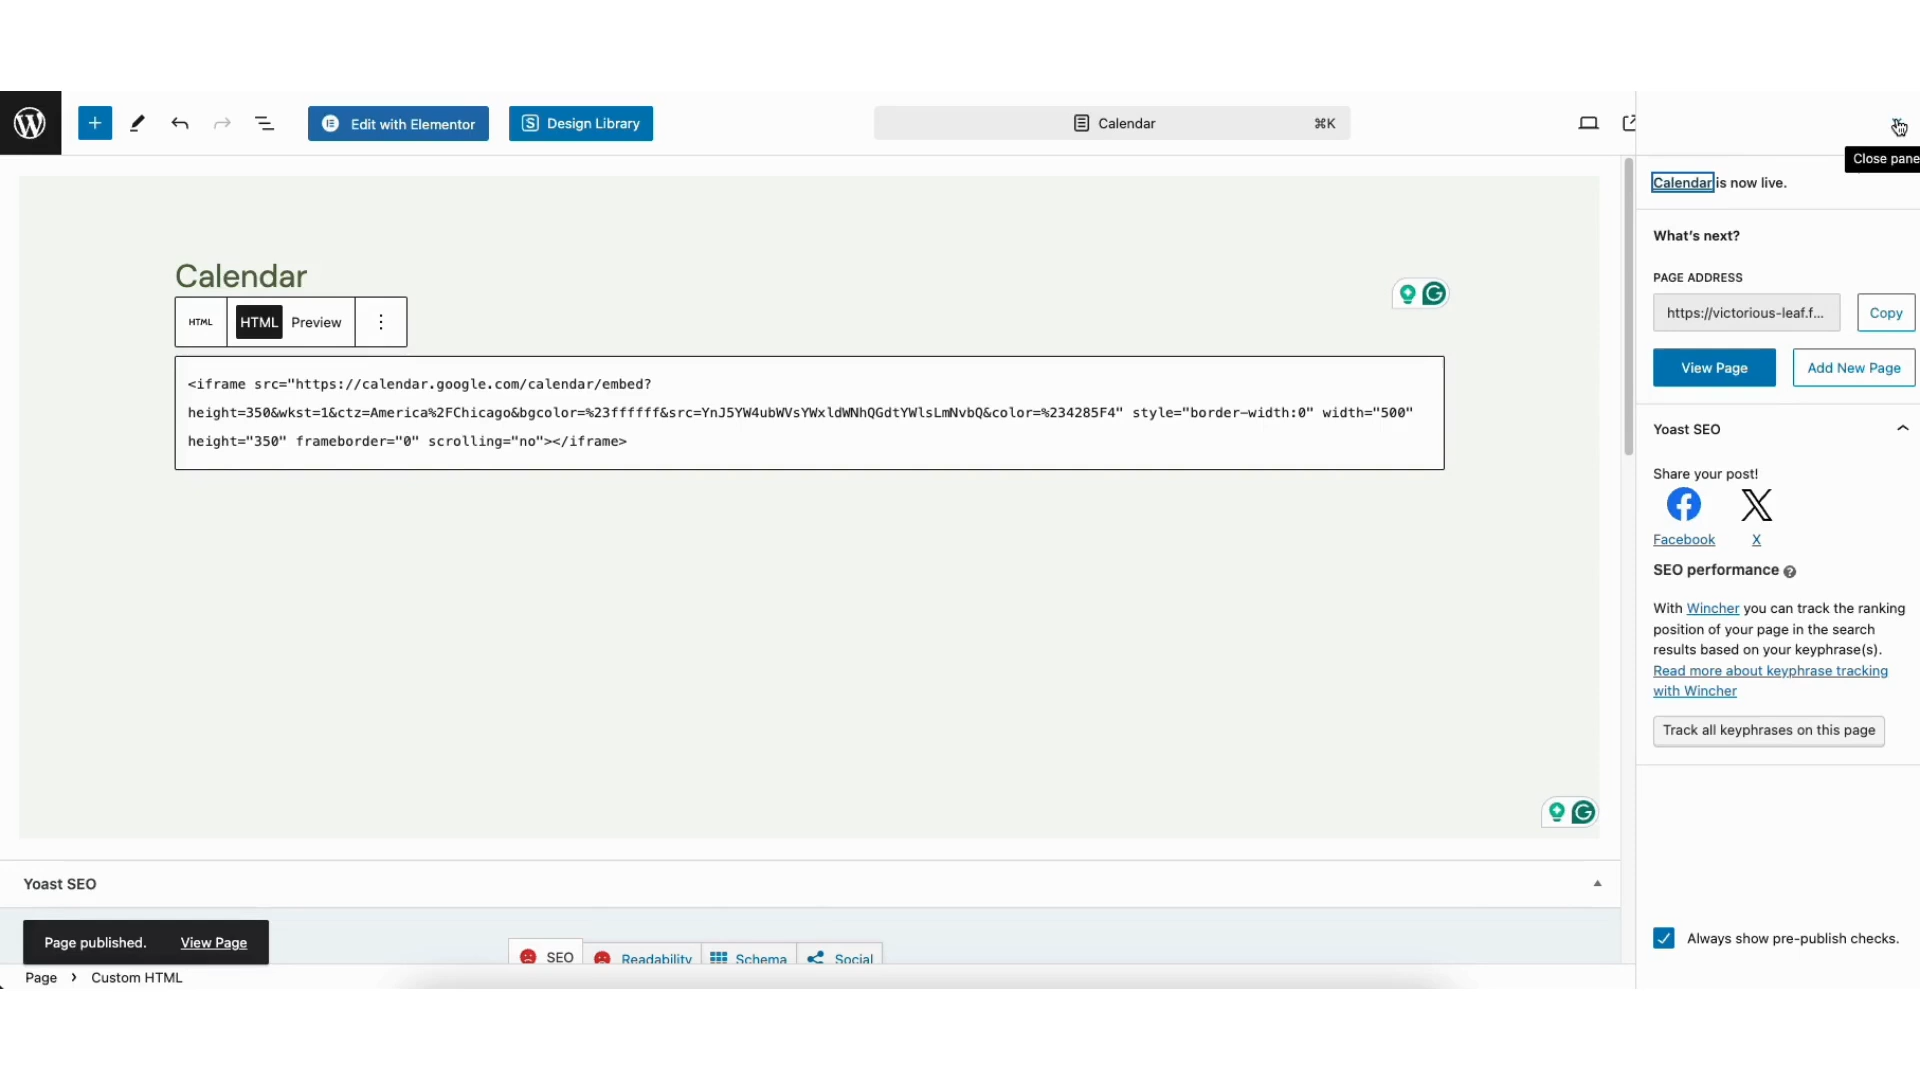 Edit with Elementor
Design Library
Calendar
⌘K
Close pane
Calendar is now live.
What's next?
PAGE ADDRESS
https://victorious-leaf.f...
Copy
View Page
Add New Page
Yoast SEO
Share your post!
Facebook
X
SEO performance
With Wincher you can track the ranking
position of your page in the search
results based on your keyphrase(s).
Read more about keyphrase tracking
with Wincher
Track all keyphrases on this page
Always show pre-publish checks.
Calendar
HTML
HTML
Preview
<iframe src="https://calendar.google.com/calendar/embed?
height=350&wkst=1&ctz=America%2FChicago&bgcolor=%23ffffff&src=YnJ5YW4ubWVsYWxldWNhQGdtYWlsLmNvbQ&color=%234285F4" style="border-width:0" width="500"
height="350" frameborder="0" scrolling="no"></iframe>
Yoast SEO
Page published.
View Page
SEO
Readability
Schema
Social
Page > Custom HTML